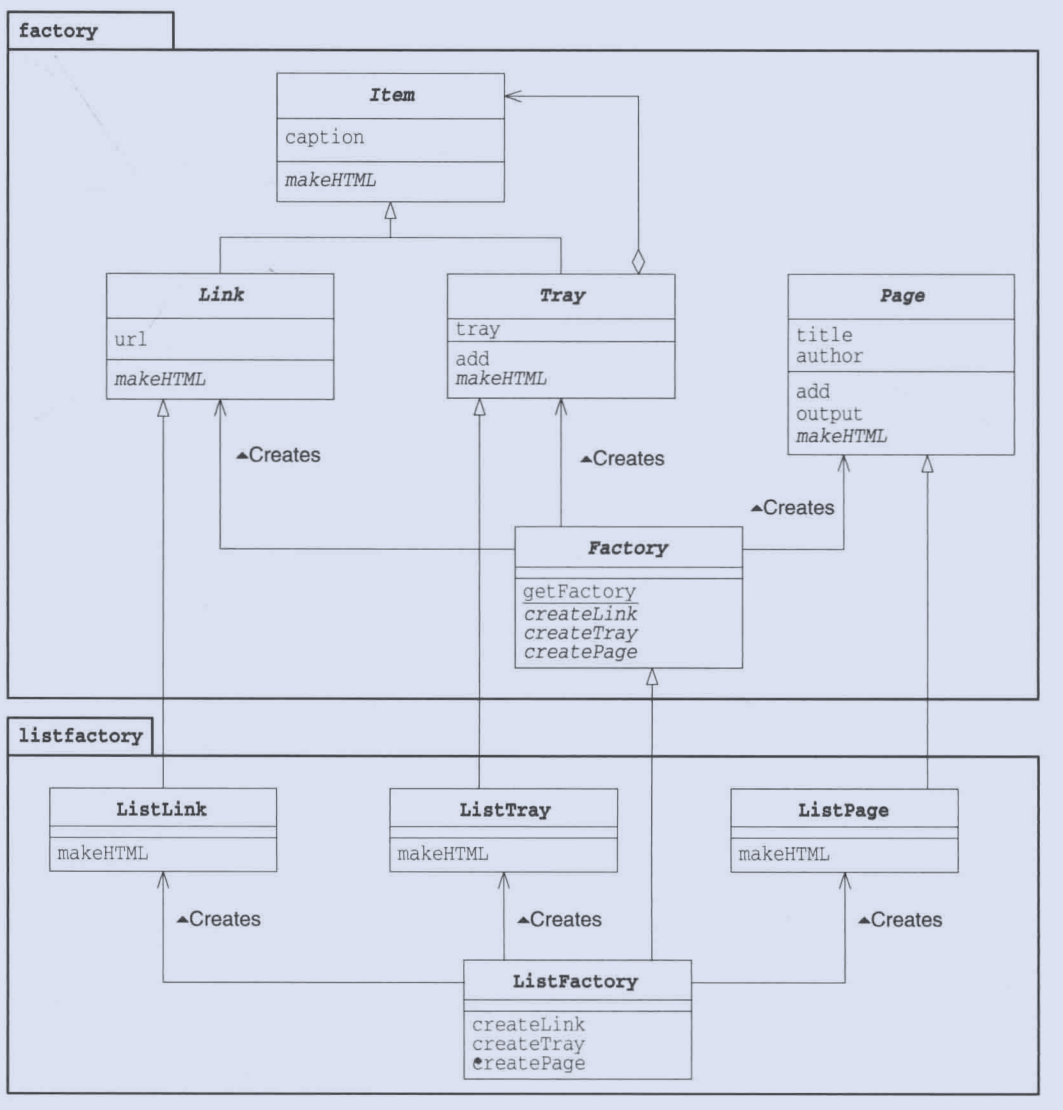 factory
Item
caption
makeHTML
Link
url
makeHTML
Tray
tray
add
makeHTML
Page
title
author
add
output
makeHTML
▲Creates
▲Creates
▲Creates
Factory
getFactory
createLink
createTray
createPage
listfactory
ListLink
makeHTML
ListTray
makeHTML
ListPage
makeHTML
▲Creates
▲Creates
▲Creates
ListFactory
createLink
createTray
createPage